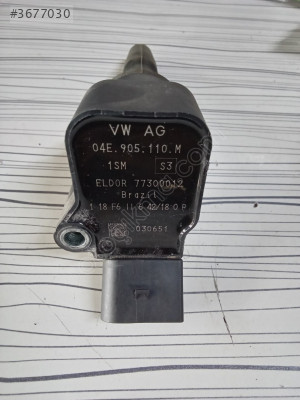 #3677030
VW AG
04E.905.110.M
1SM S3
ELDOR 77300012
Brazil
030651